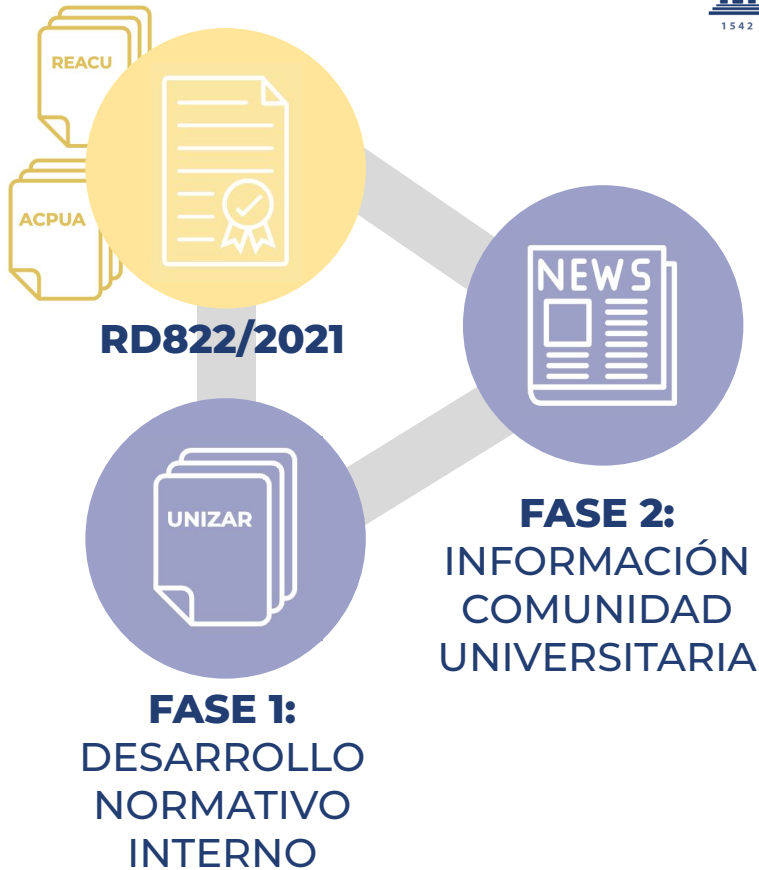 1542
REACU
ACPUA
RD822/2021
NEWS
UNIZAR
FASE 2:
INFORMACIÓN
COMUNIDAD
UNIVERSITARIA
FASE 1:
DESARROLLO
NORMATIVO
INTERNO